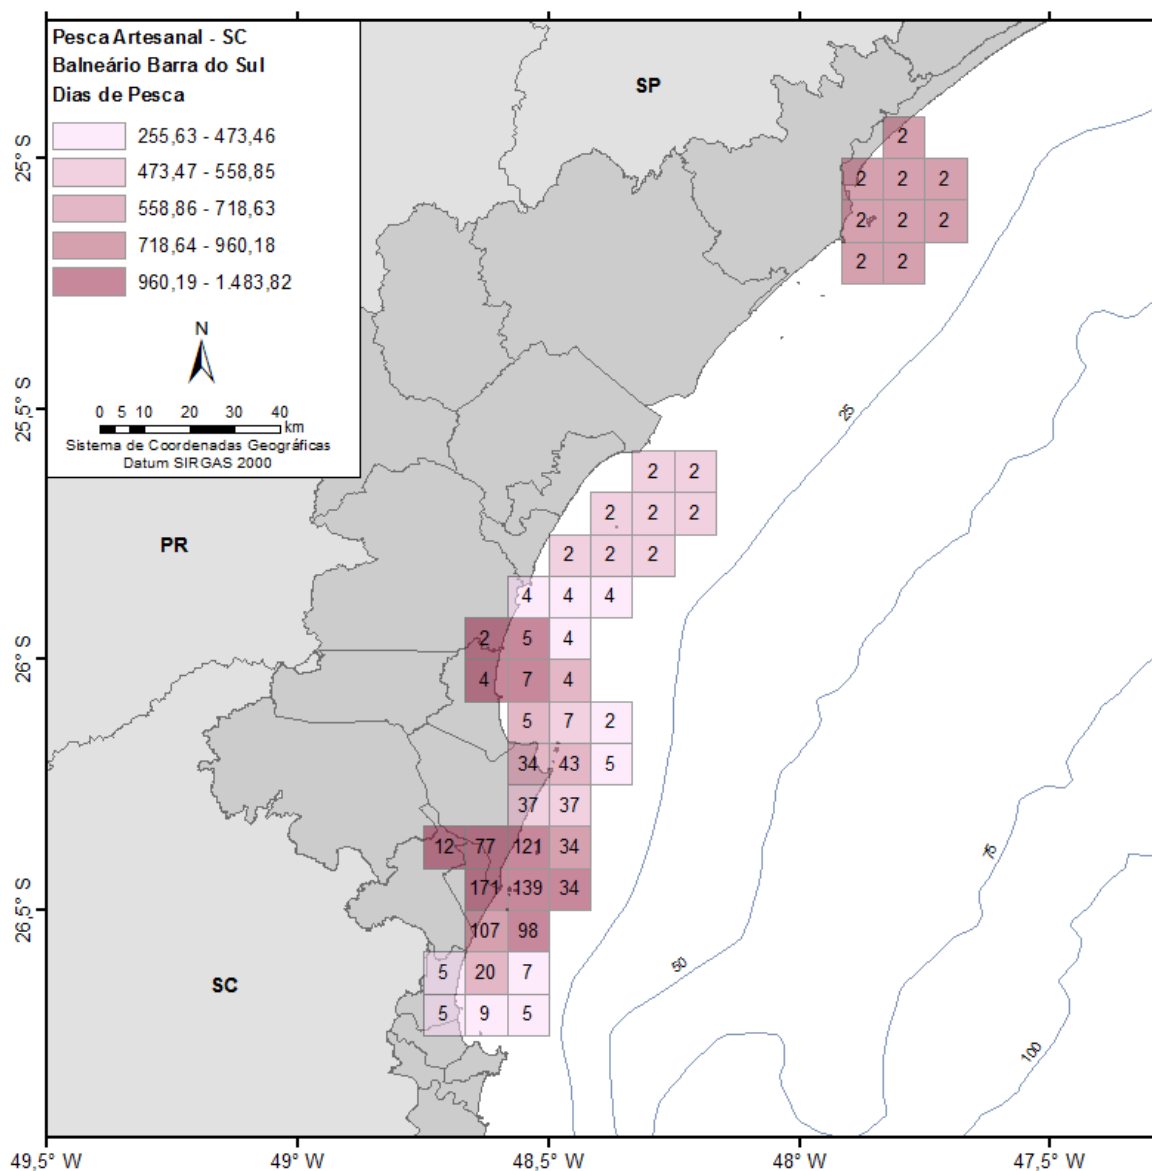 Pesca Artesanal - SC
Balneário Barra do Sul
Dias de Pesca
255,63 - 473,46
473,47 - 558,85
558,86 - 718,63
718,64 - 960,18
960,19 - 1.483,82
N
0 5 10 20 30 40
km
Sistema de Coordenadas Geográficas
Datum SIRGAS 2000
SP
PR
SC
25° S
25,5° S
26° S
26,5° S
2
2 2 2
2 2 2
2 2
25
2 2
2 2 2
2 2 2
4 4 4
2 5 4
4 7 4
5 7 2
34 43 5
37 37
12 77 121 34
171 139 34
107 98
5 20 7
5 9 5
75
50
100
49,5° W 49° W 48,5° W 48° W 47,5° W